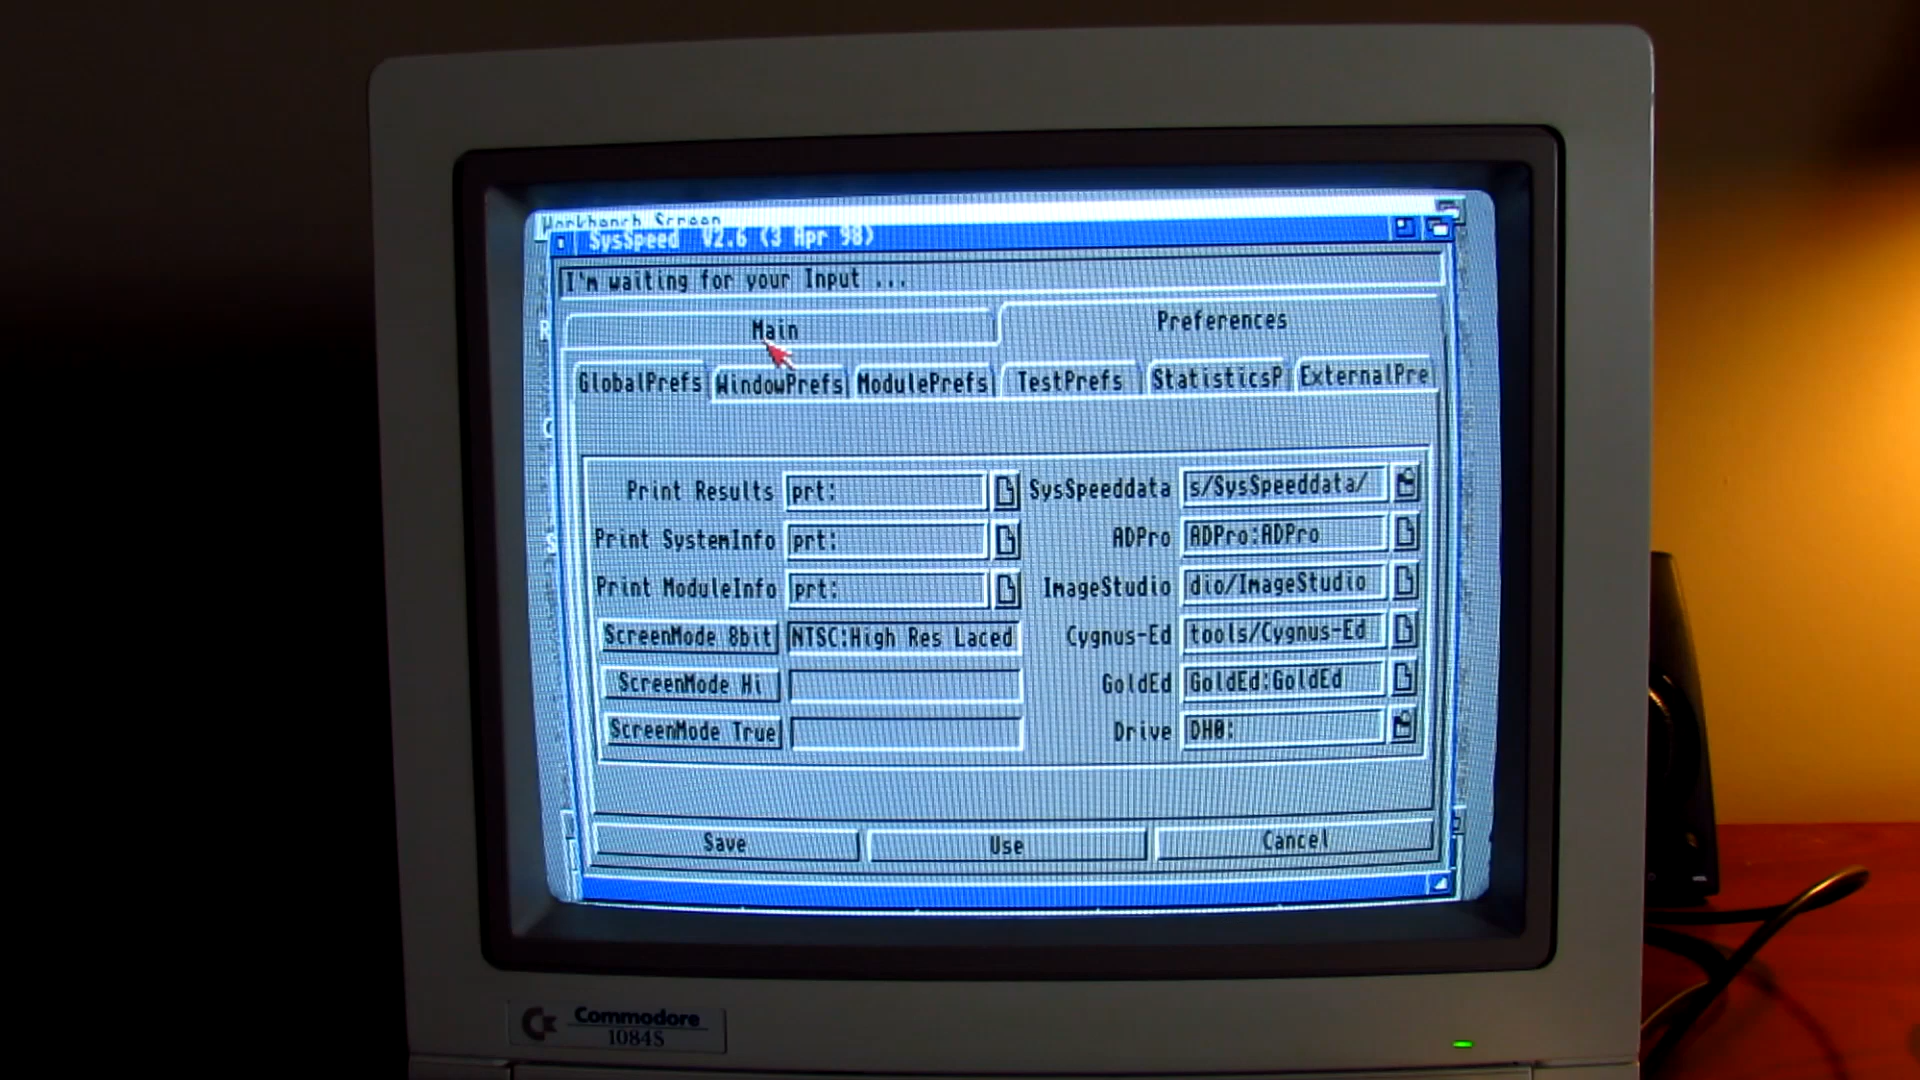 Workbench Screen
SysSpeed V2.6 (3 Apr 98)
I'm waiting for your Input ...
Main Preferences
GlobalPrefs WindowPrefs ModulePrefs TestPrefs StatisticsP ExternalPre
Print Results prt: SysSpeeddata s/SysSpeeddata/
Print SystemInfo prt: ADPro ADPro:ADPro
Print ModuleInfo prt: ImageStudio dio/ImageStudio
ScreenMode 8bit NTSC:High Res Laced Cygnus-Ed tools/Cygnus-Ed
ScreenMode Hi GoldEd GoldEd:GoldEd
ScreenMode True Drive DH0:
Save Use Cancel
Commodore
1084S